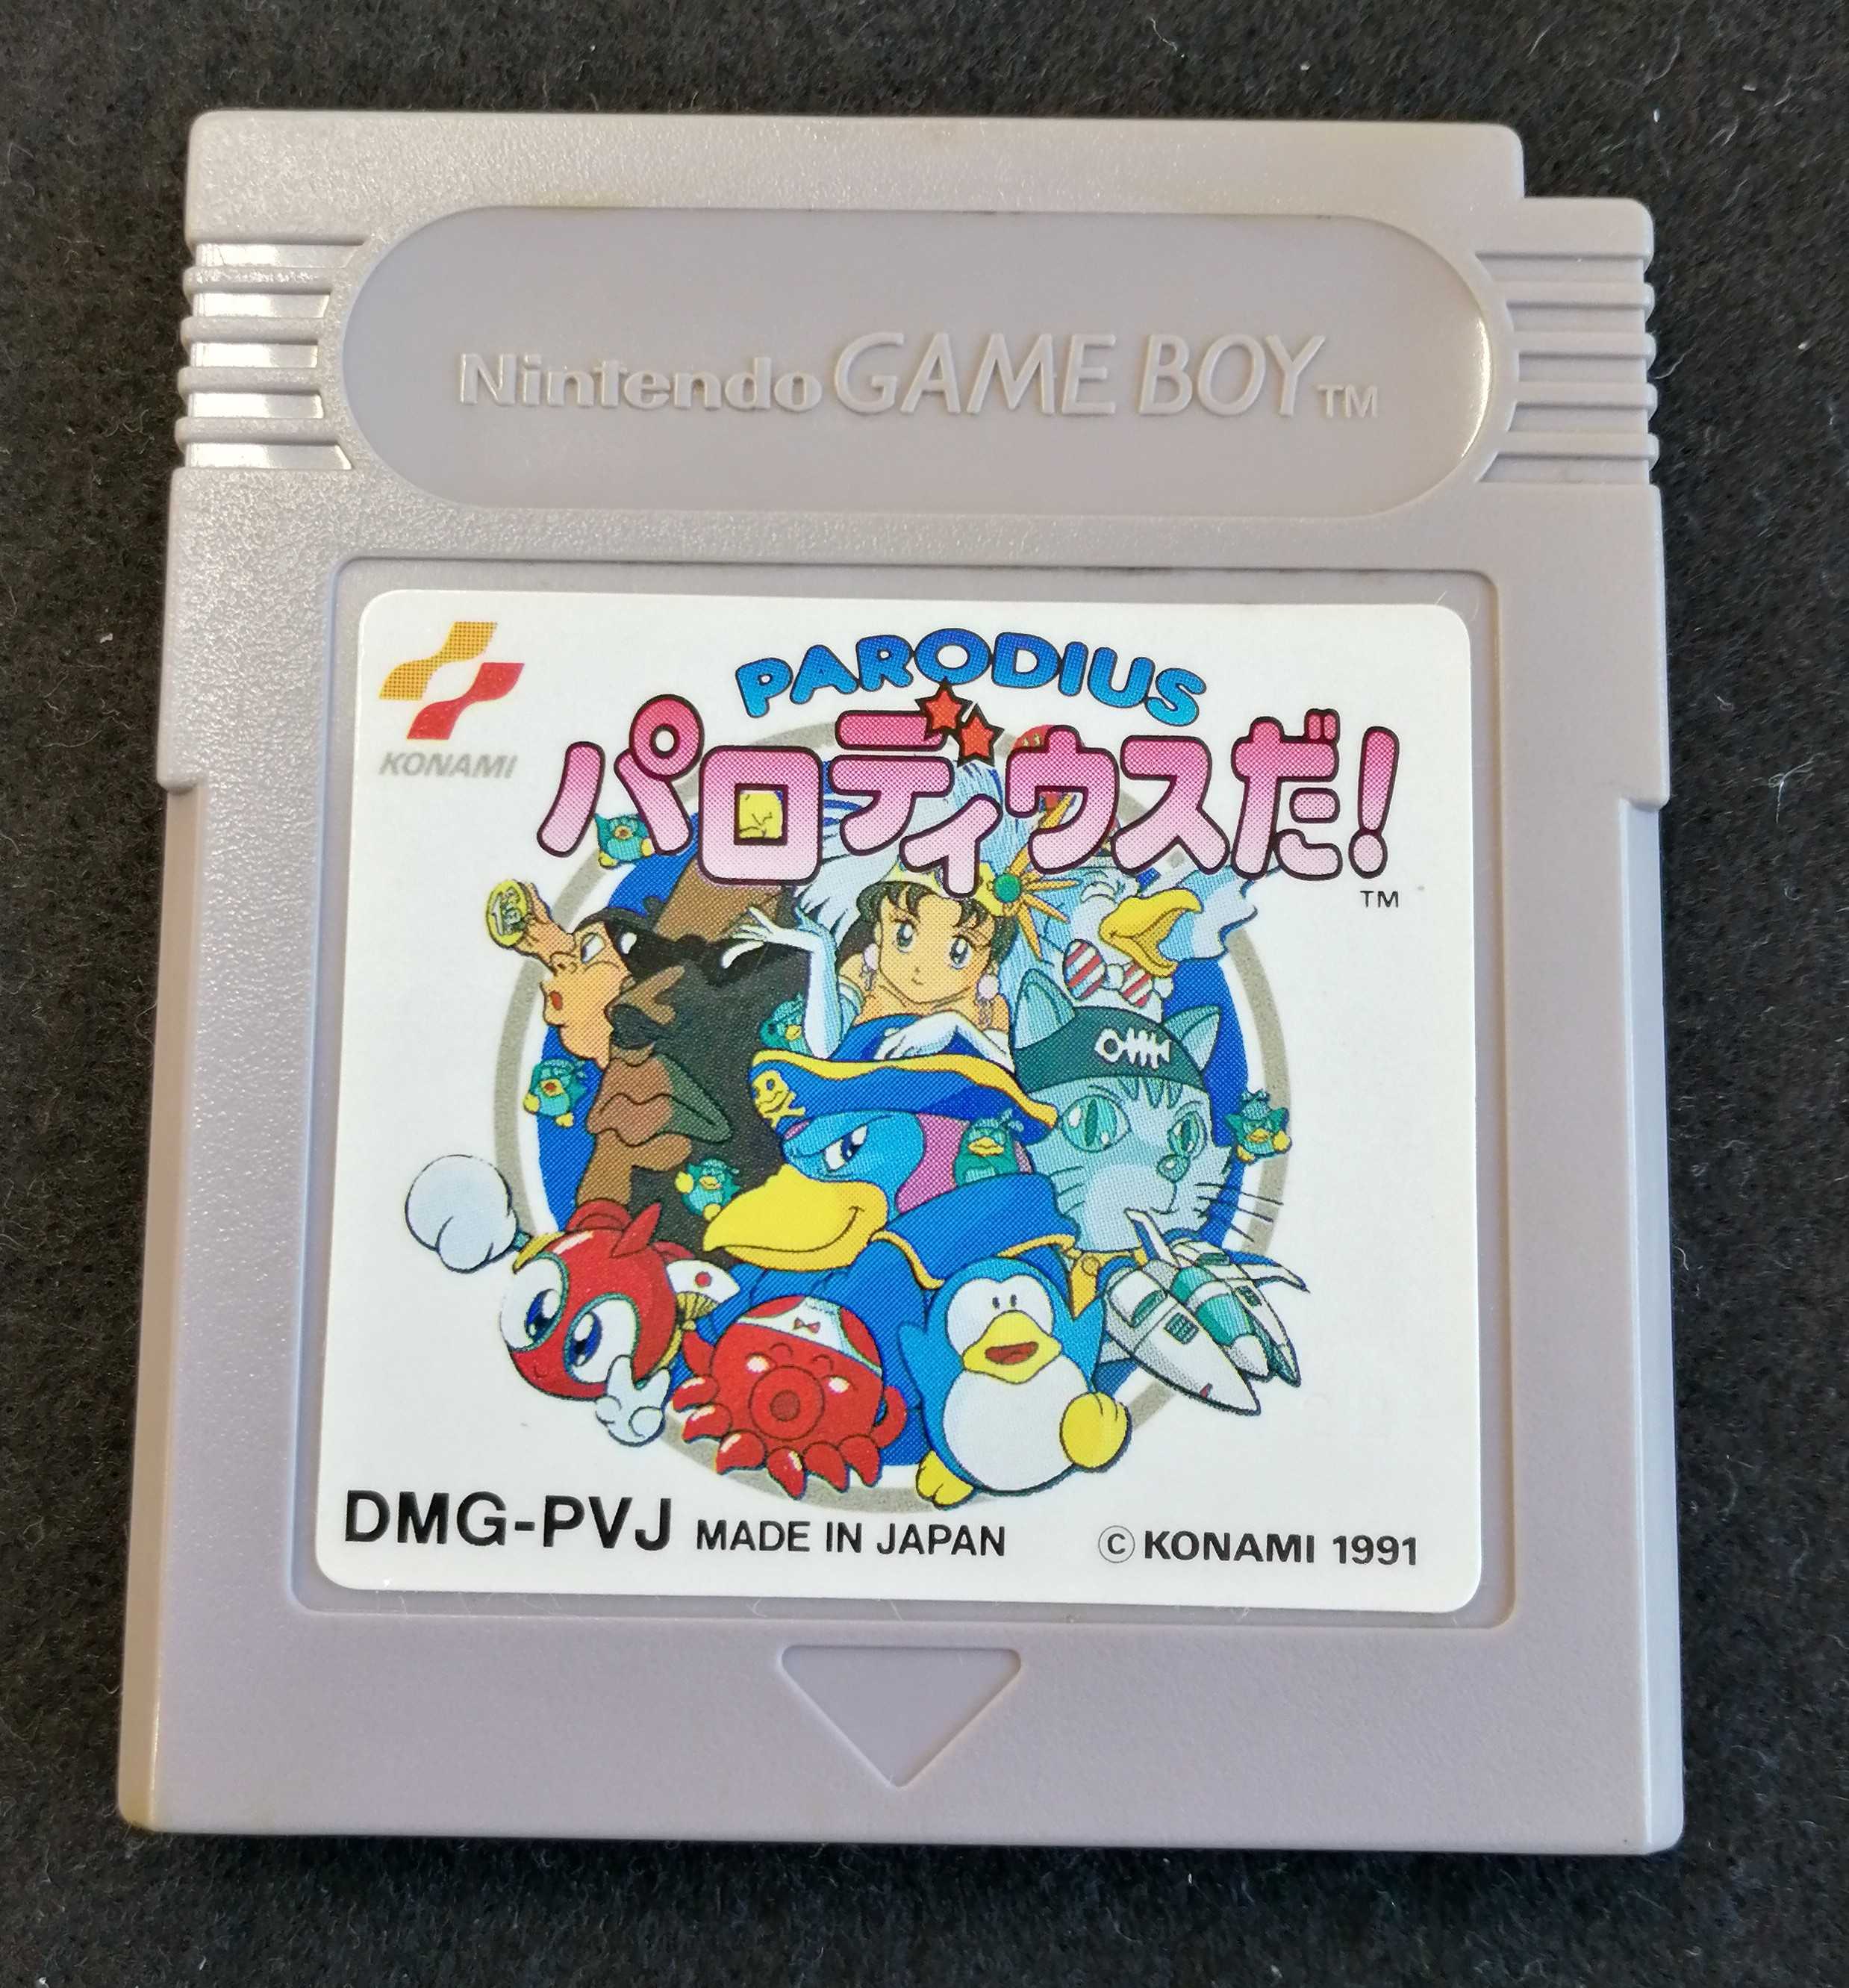 Nintendo GAME BOY TM
KONAMI
PARODIUS
パロディウスだ!
TM
DMG-PVJ MADE IN JAPAN
© KONAMI 1991